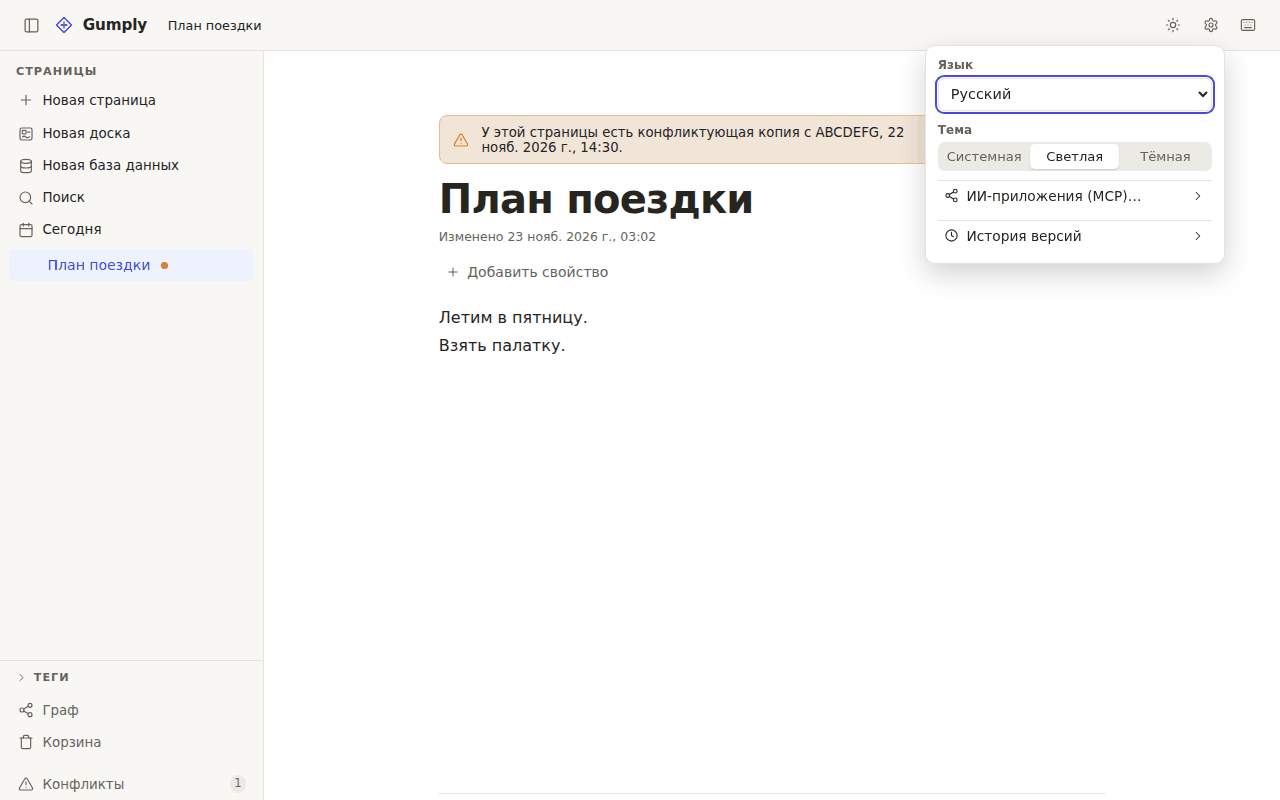 Gumply
План поездки
СТРАНИЦЫ
Новая страница
Новая доска
Новая база данных
Поиск
Сегодня
План поездки
ТЕГИ
Граф
Корзина
Конфликты
1
У этой страницы есть конфликтующая копия с ABCDEFG, 22
нояб. 2026 г., 14:30.
План поездки
Изменено 23 нояб. 2026 г., 03:02
Добавить свойство
Летим в пятницу.
Взять палатку.
Язык
Русский
Тема
Системная
Светлая
Тёмная
ИИ-приложения (MCP)...
История версий